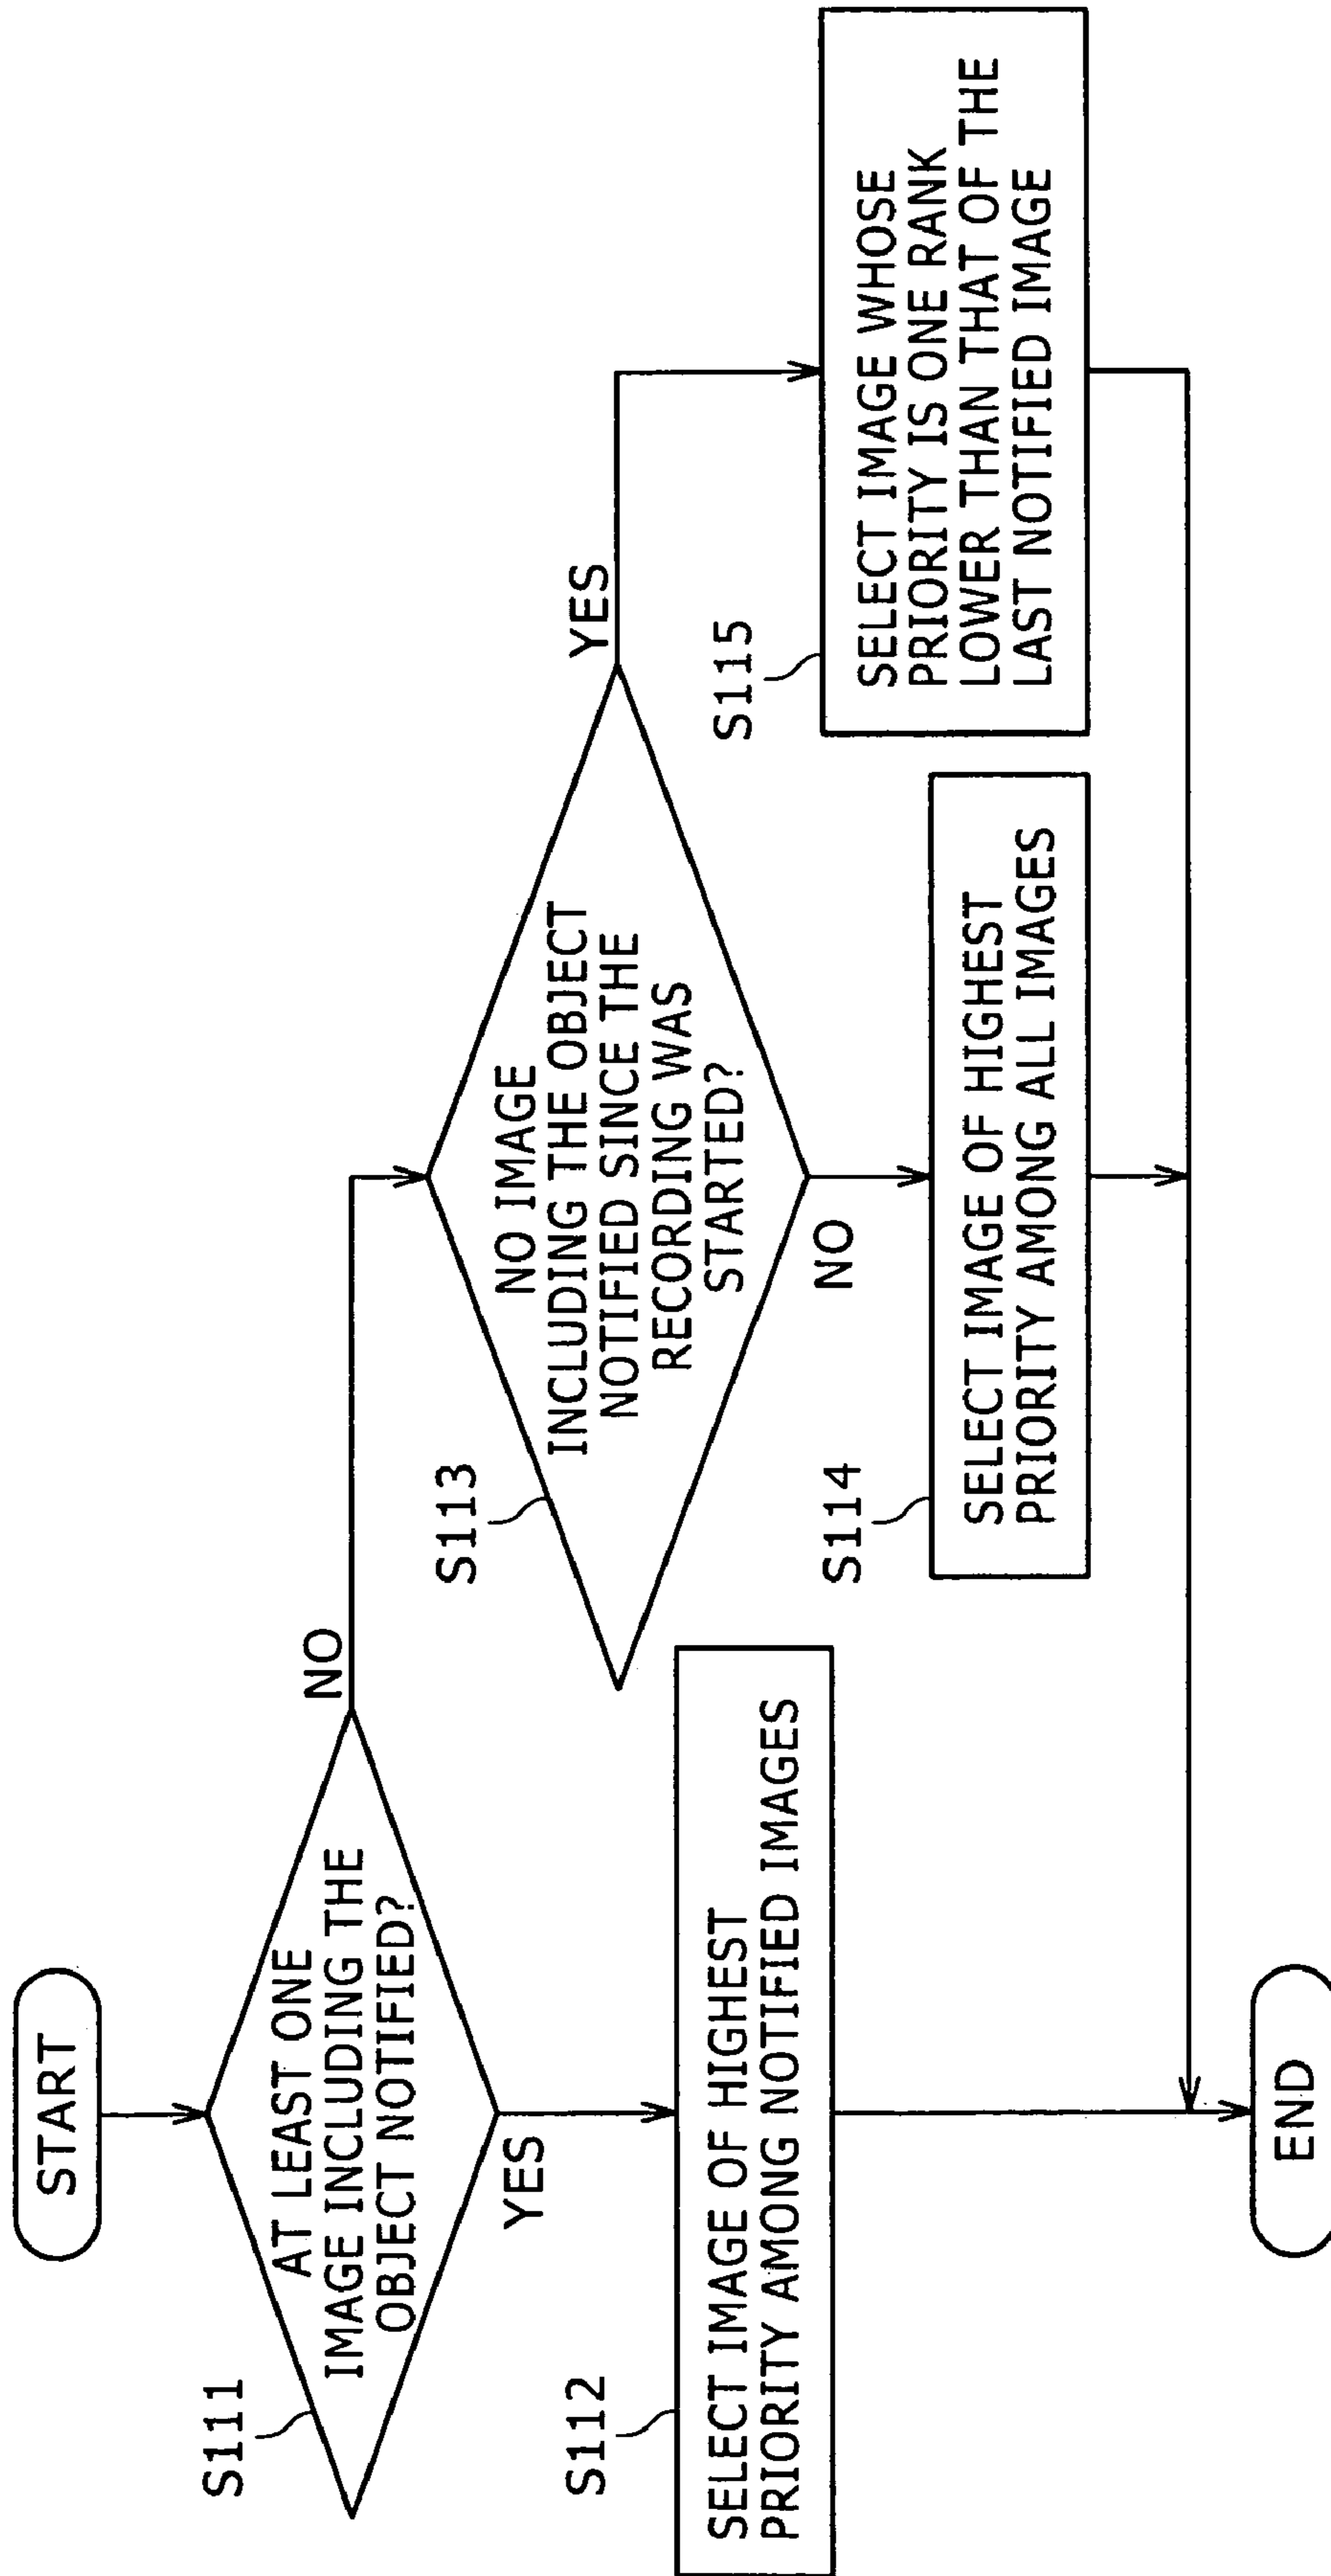 START
S111
AT LEAST ONE
IMAGE INCLUDING THE
OBJECT NOTIFIED?
NO
YES
S112
SELECT IMAGE OF HIGHEST
PRIORITY AMONG NOTIFIED IMAGES
S113
NO IMAGE
INCLUDING THE OBJECT
NOTIFIED SINCE THE
RECORDING WAS
STARTED?
YES
NO
S114
SELECT IMAGE OF HIGHEST
PRIORITY AMONG ALL IMAGES
S115
SELECT IMAGE WHOSE
PRIORITY IS ONE RANK
LOWER THAN THAT OF THE
LAST NOTIFIED IMAGE
END